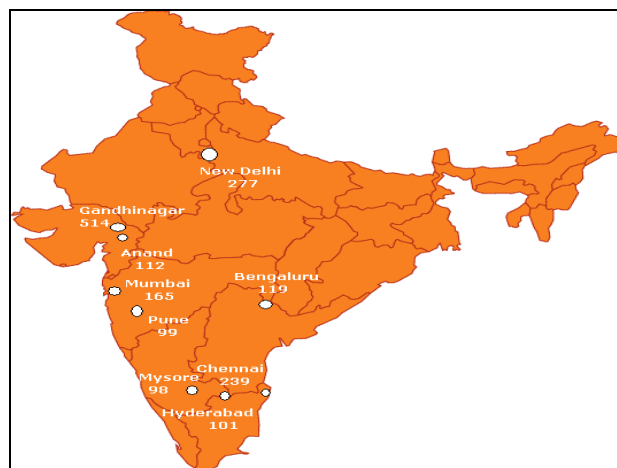 New Delhi
277
Gandhinagar
514
Anand
112
Mumbai
165
Bengaluru
119
Pune
99
Chennai
239
Mysore
98
Hyderabad
101